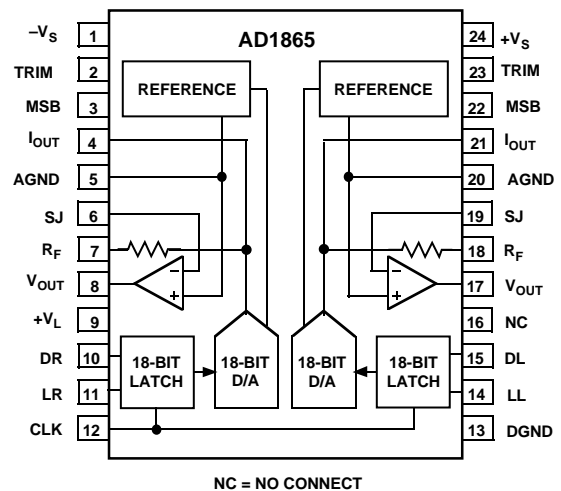 AD1865
–VS 1
TRIM 2
MSB 3
IOUT 4
AGND 5
SJ 6
RF 7
VOUT 8
+VL 9
DR 10
LR 11
CLK 12
24 +VS
23 TRIM
22 MSB
21 IOUT
20 AGND
19 SJ
18 RF
17 VOUT
16 NC
15 DL
14 LL
13 DGND
REFERENCE
REFERENCE
–
+
–
+
18-BIT
LATCH
18-BIT
D/A
18-BIT
D/A
18-BIT
LATCH
NC = NO CONNECT